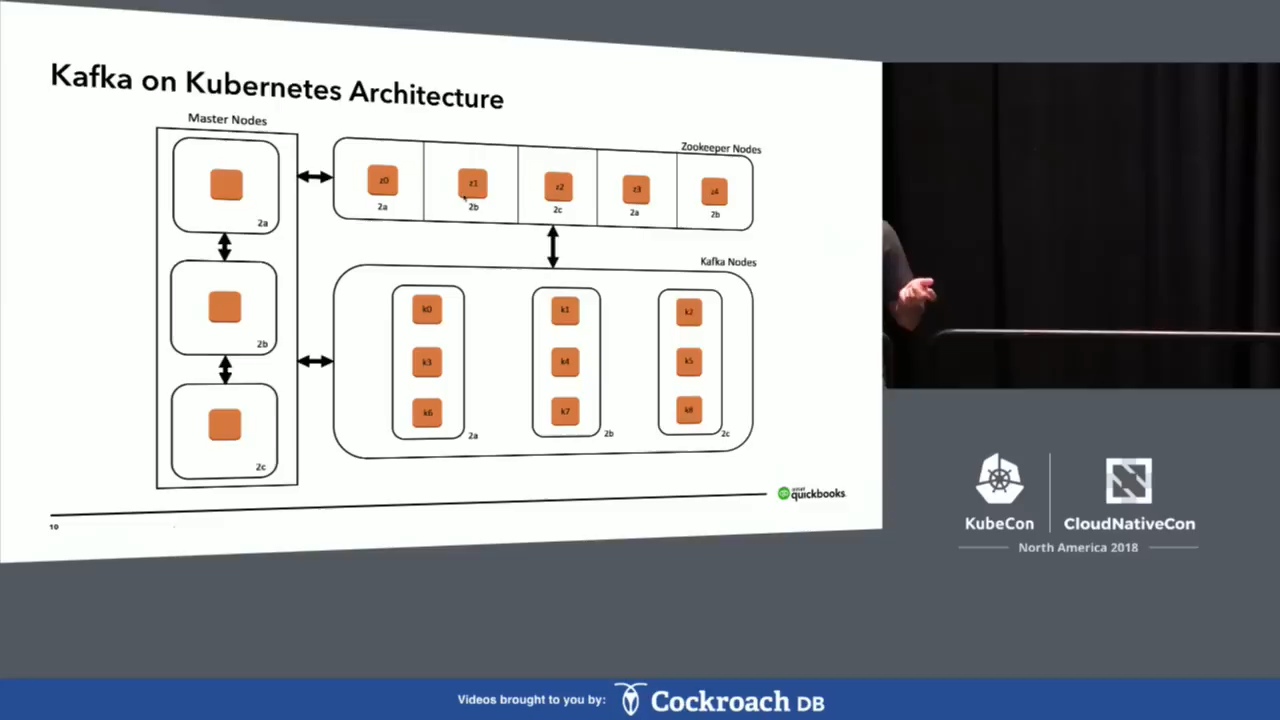 Kafka on Kubernetes Architecture
Master Nodes
2a
2b
2c
Zookeeper Nodes
z0
z1
z2
z3
z4
2a
2b
2c
2a
2b
Kafka Nodes
k0
k1
k2
k3
k4
k5
k6
k7
k8
2a
2b
2c
intuit
quickbooks
10
KubeCon
CloudNativeCon
North America 2018
Videos brought to you by:
Cockroach DB